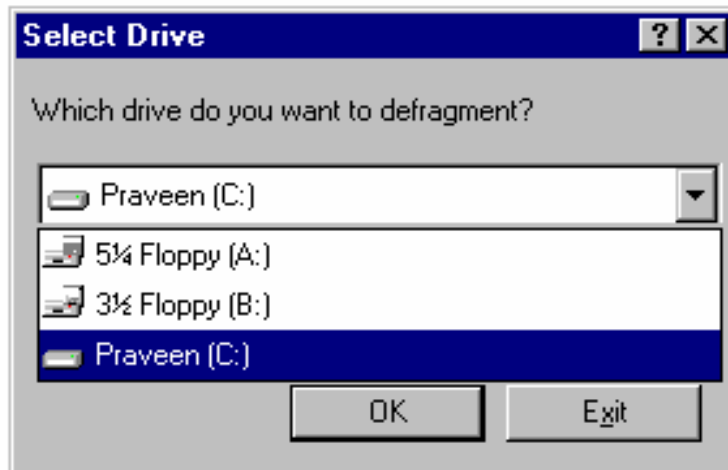 Select Drive
Which drive do you want to defragment?
Praveen (C:)
5¼ Floppy (A:)
3½ Floppy (B:)
Praveen (C:)
OK Exit